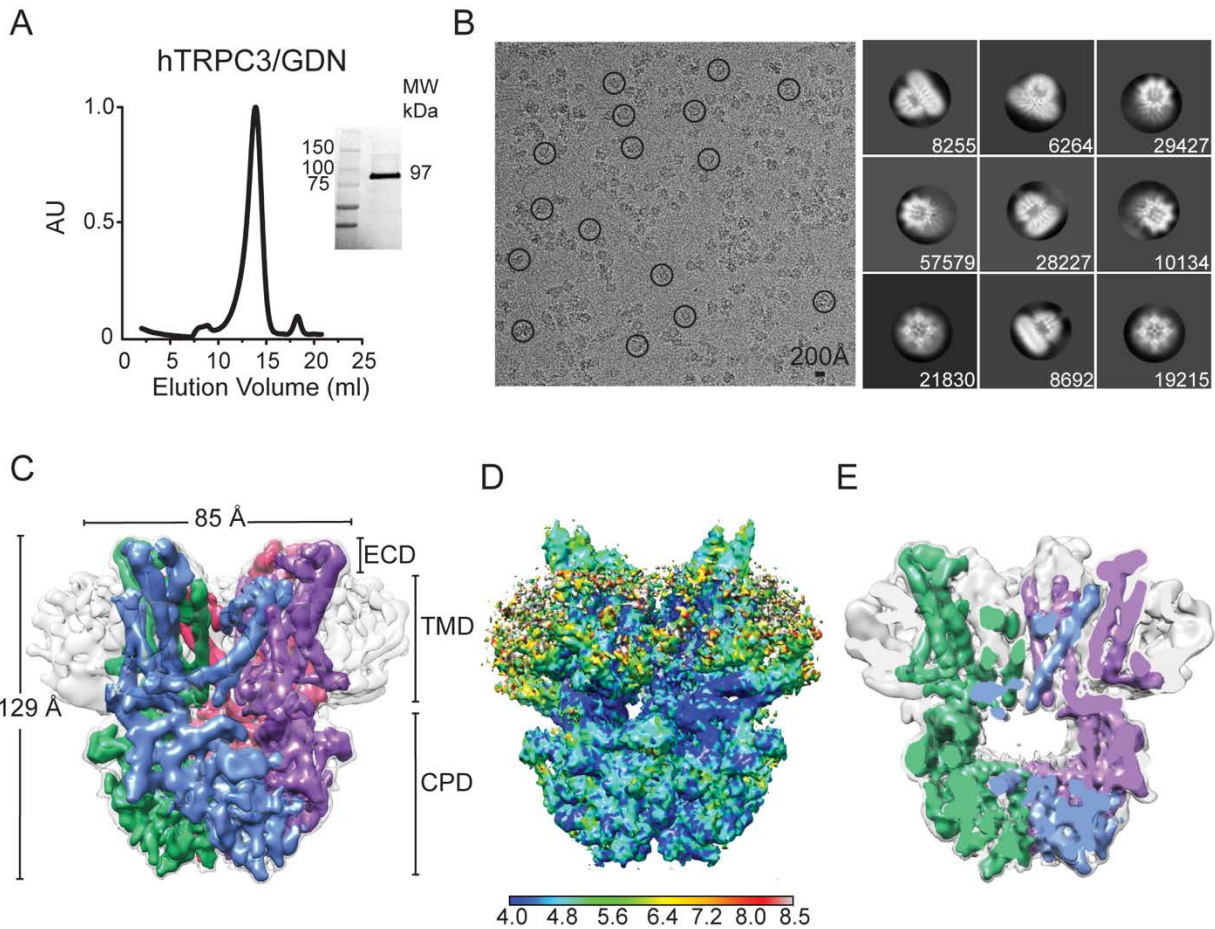 A
hTRPC3/GDN
MW
kDa
1.0
0.5
0
AU
150
100
75
97
0 5 10 15 20 25
Elution Volume (ml)
B
200Å
8255 6264 29427
57579 28227 10134
21830 8692 19215
C
85 Å
129 Å
ECD
TMD
CPD
D
4.0 4.8 5.6 6.4 7.2 8.0 8.5
E